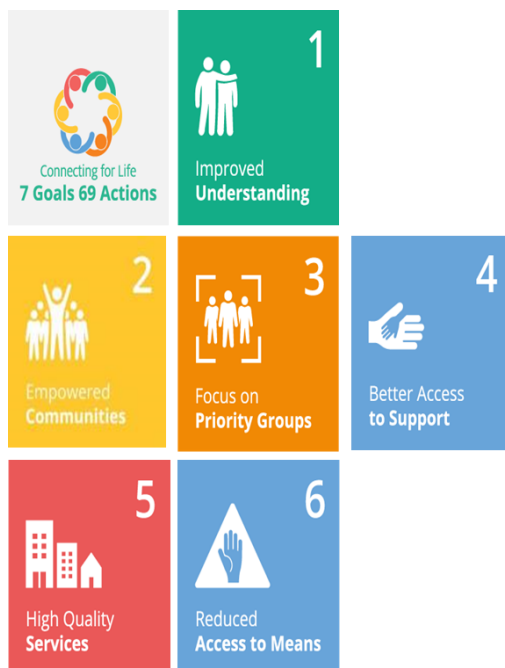 Connecting for Life
7 Goals 69 Actions
1
Improved
Understanding
2
Empowered
Communities
3
Focus on
Priority Groups
4
Better Access
to Support
5
High Quality
Services
6
Reduced
Access to Means